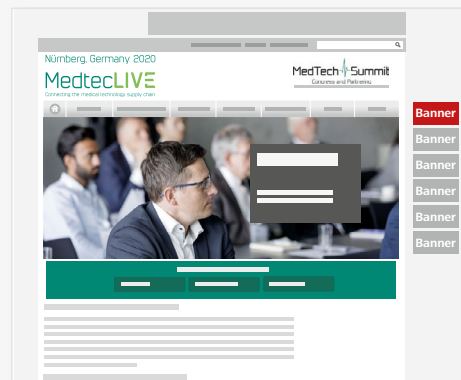 Nürnberg, Germany 2020
MedtecLIVE
Connecting the medical technology supply chain
MedTech Summit
Congress and Partnering
Banner
Banner
Banner
Banner
Banner
Banner